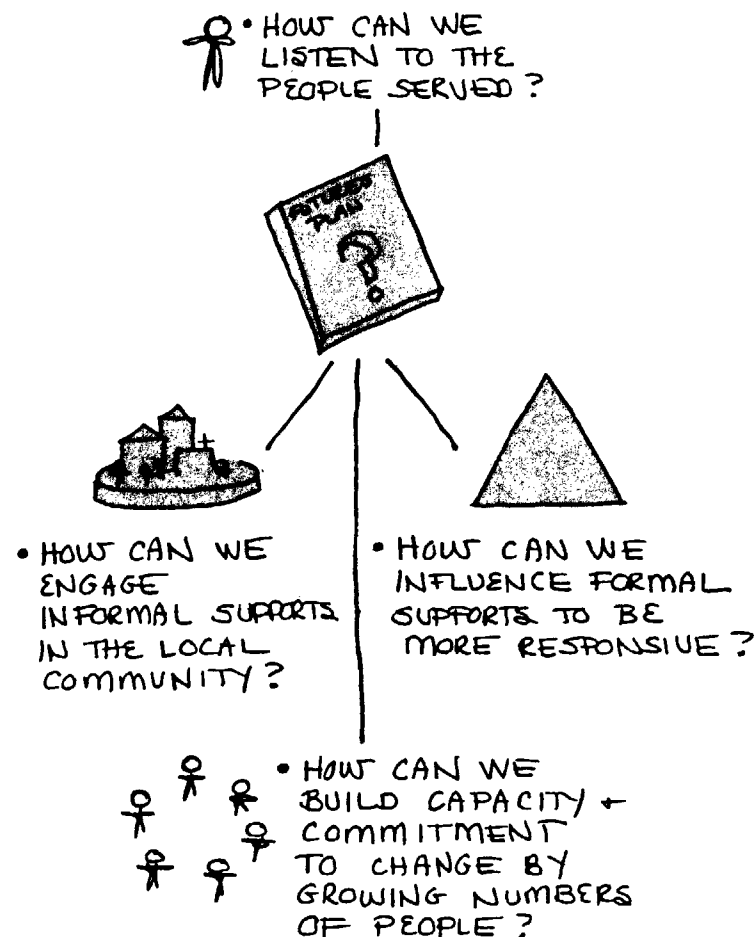 • HOW CAN WE
LISTEN TO THE
PEOPLE SERVED?
FUTURES
PLAN
?
• HOW CAN WE
ENGAGE
INFORMAL SUPPORTS
IN THE LOCAL
COMMUNITY?
• HOW CAN WE
INFLUENCE FORMAL
SUPPORTS TO BE
MORE RESPONSIVE?
• HOW CAN WE
BUILD CAPACITY +
COMMITMENT
TO CHANGE BY
GROWING NUMBERS
OF PEOPLE?